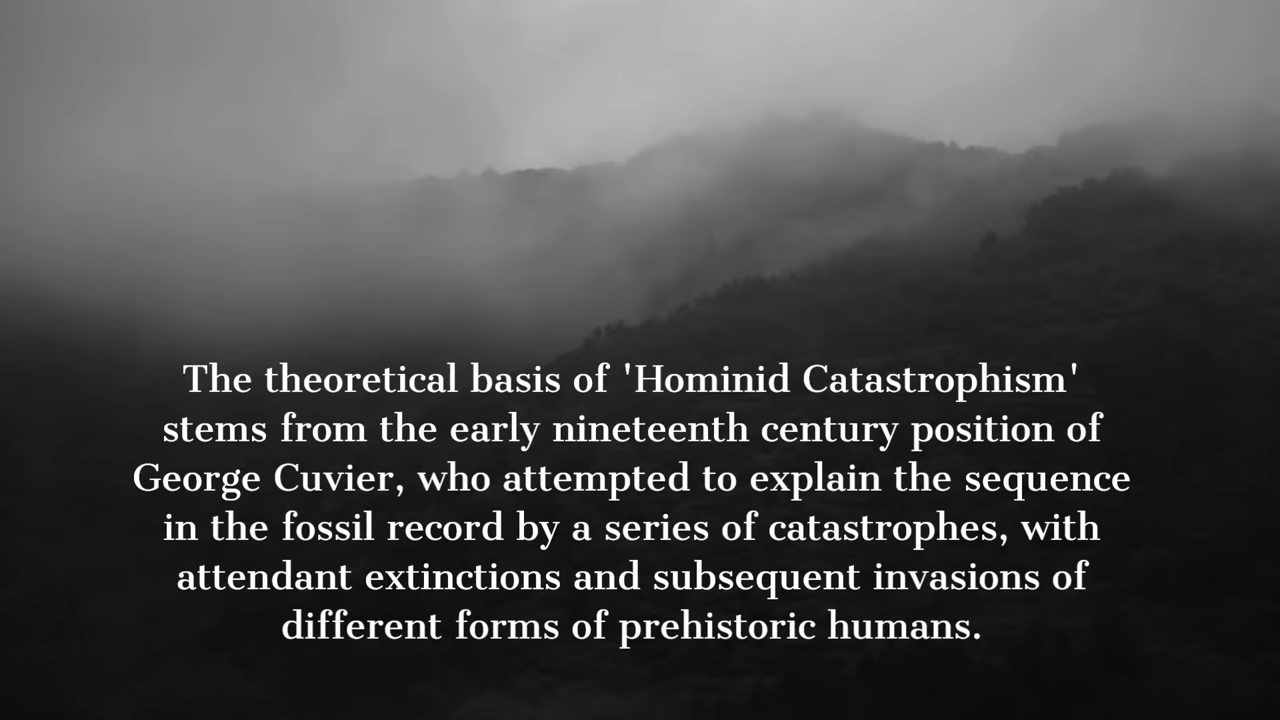 The theoretical basis of 'Hominid Catastrophism'
stems from the early nineteenth century position of
George Cuvier, who attempted to explain the sequence
in the fossil record by a series of catastrophes, with
attendant extinctions and subsequent invasions of
different forms of prehistoric humans.